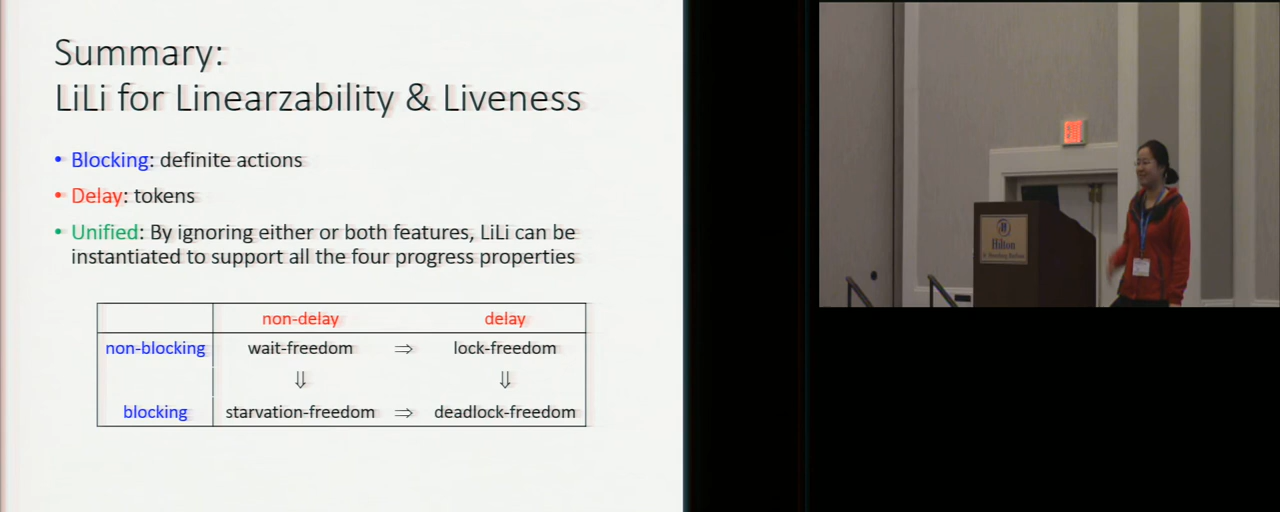 Summary:
LiLi for Linearzability & Liveness
• Blocking: definite actions
• Delay: tokens
• Unified: By ignoring either or both features, LiLi can be
instantiated to support all the four progress properties
non-delay delay
non-blocking wait-freedom ⇒ lock-freedom
⇓ ⇓
blocking starvation-freedom ⇒ deadlock-freedom
Hilton